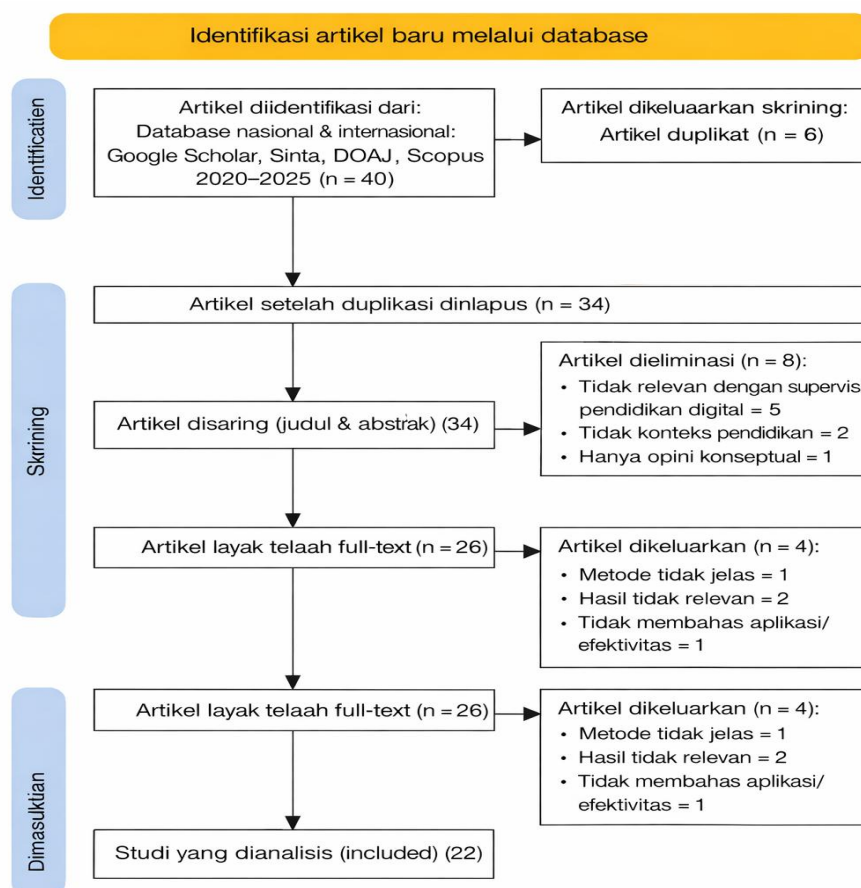 Identifikasi artikel baru melalui database
Identificatien
Artikel diidentifikasi dari:
Database nasional & internasional:
Google Scholar, Sinta, DOAJ, Scopus
2020–2025 (n = 40)
Artikel dikeluaarkan skrining:
Artikel duplikat (n = 6)
Skrrining
Artikel setelah duplikasi dinlapus (n = 34)
Artikel disaring (judul & abstrak) (34)
Artikel dieliminasi (n = 8):
• Tidak relevan dengan supervis
pendidikan digital = 5
• Tidak konteks pendidikan = 2
• Hanya opini konseptual = 1
Artikel layak telaah full-text (n = 26)
Artikel dikeluarkan (n = 4):
• Metode tidak jelas = 1
• Hasil tidak relevan = 2
• Tidak membahas aplikasi/
efektivitas = 1
Dimasuktian
Artikel layak telaah full-text (n = 26)
Artikel dikeluarkan (n = 4):
• Metode tidak jelas = 1
• Hasil tidak relevan = 2
• Tidak membahas aplikasi/
efektivitas = 1
Studi yang dianalisis (included) (22)